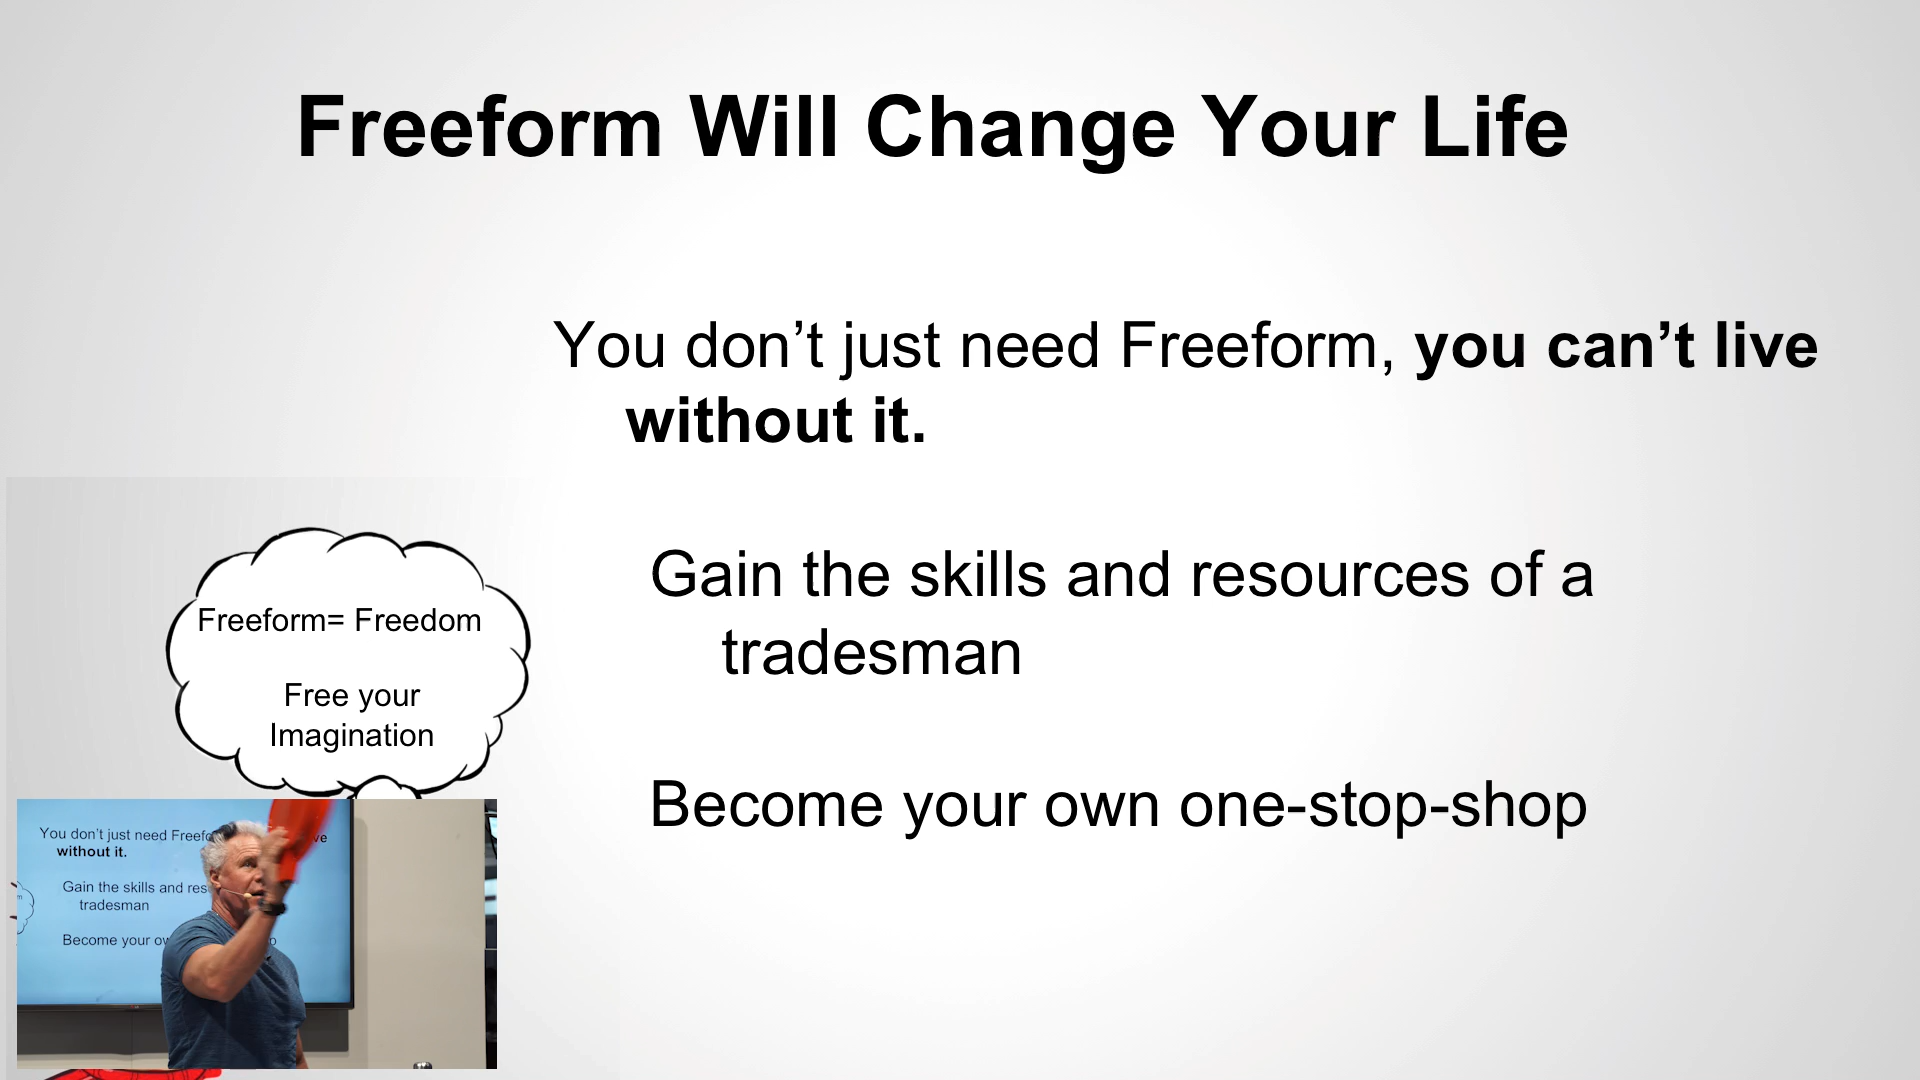 Freeform Will Change Your Life
You don’t just need Freeform, you can’t live
without it.
Gain the skills and resources of a
tradesman
Become your own one-stop-shop
Freeform= Freedom
Free your
Imagination
You don’t just need
without it.
Gain the skills and
tradesman
Become your